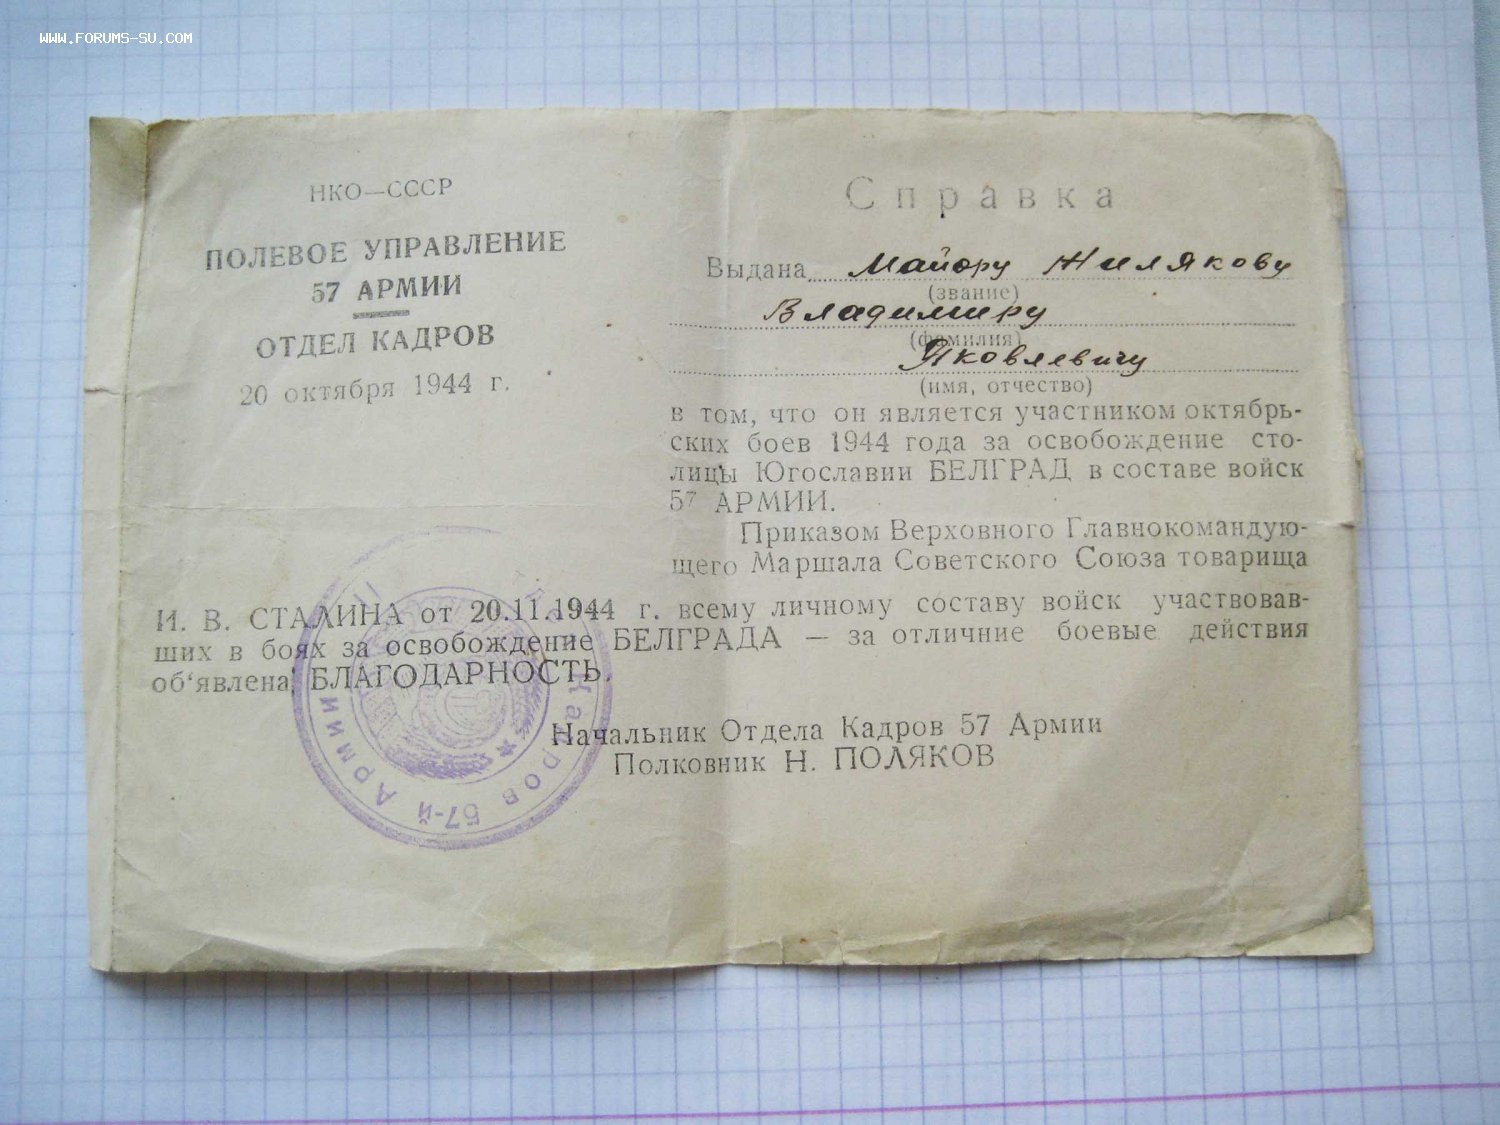 WWW.FORUMS-SU.COM
НКО—СССР
ПОЛЕВОЕ УПРАВЛЕНИЕ
57 АРМИИ
ОТДЕЛ КАДРОВ
20 октября 1944 г.
Справка
Выдана Майору Жилякову
(звание)
Владимиру
(фамилия)
Яковлевичу
(имя, отчество)
в том, что он является участником октябрь-
ских боев 1944 года за освобождение сто-
лицы Югославии БЕЛГРАД в составе войск
57 АРМИИ.
Приказом Верховного Главнокомандую-
щего Маршала Советского Союза товарища
И. В. СТАЛИНА от 20.11.1944 г. всему личному составу войск участвовав-
ших в боях за освобождение БЕЛГРАДА — за отличние боевые действия
об‘явлена БЛАГОДАРНОСТЬ.
Начальник Отдела Кадров 57 Армии
Полковник Н. ПОЛЯКОВ
Кадров 57-й Армии